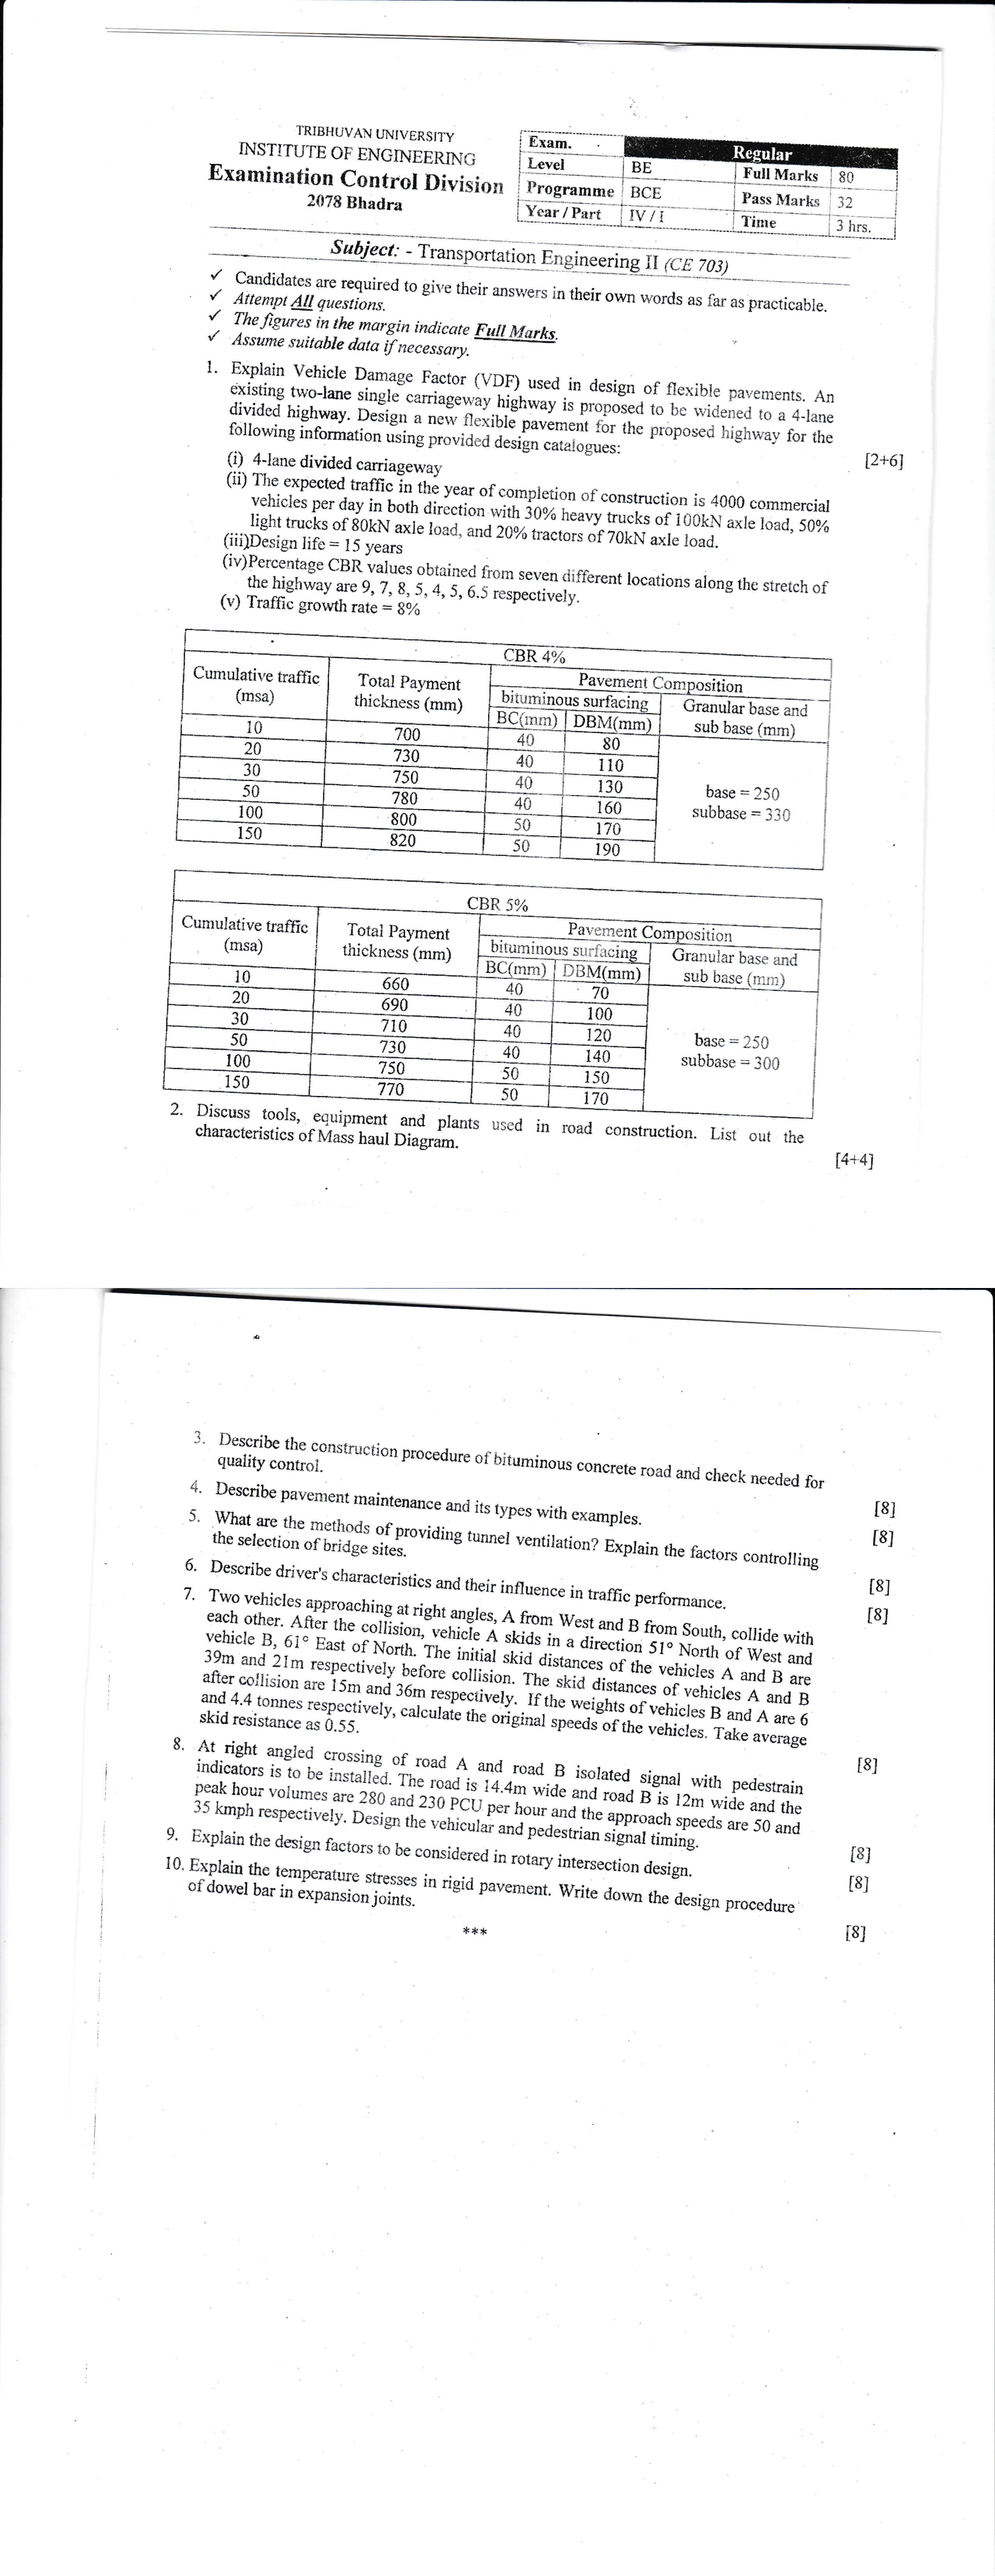 TRIBHUVAN UNIVERSITY
INSTITUTE OF ENGINEERING
Examination Control Division
2078 Bhadra
Exam. Regular
Level BE Full Marks 80
Programme BCE Pass Marks 32
Year / Part IV / I Time 3 hrs.
Subject: - Transportation Engineering II (CE 703)
✓ Candidates are required to give their answers in their own words as far as practicable.
✓ Attempt All questions.
✓ The figures in the margin indicate Full Marks.
✓ Assume suitable data if necessary.
1. Explain Vehicle Damage Factor (VDF) used in design of flexible pavements. An
existing two-lane single carriageway highway is proposed to be widened to a 4-lane
divided highway. Design a new flexible pavement for the proposed highway for the
following information using provided design catalogues: [2+6]
(i) 4-lane divided carriageway
(ii) The expected traffic in the year of completion of construction is 4000 commercial
vehicles per day in both direction with 30% heavy trucks of 100kN axle load, 50%
light trucks of 80kN axle load, and 20% tractors of 70kN axle load.
(iii)Design life = 15 years
(iv)Percentage CBR values obtained from seven different locations along the stretch of
the highway are 9, 7, 8, 5, 4, 5, 6.5 respectively.
(v) Traffic growth rate = 8%
CBR 4%
Cumulative traffic (msa) Total Payment thickness (mm) Pavement Composition
bituminous surfacing Granular base and sub base (mm)
BC(mm) DBM(mm)
10 700 40 80
20 730 40 110
30 750 40 130
50 780 40 160
100 800 50 170
150 820 50 190
base = 250
subbase = 330
CBR 5%
Cumulative traffic (msa) Total Payment thickness (mm) Pavement Composition
bituminous surfacing Granular base and sub base (mm)
BC(mm) DBM(mm)
10 660 40 70
20 690 40 100
30 710 40 120
50 730 40 140
100 750 50 150
150 770 50 170
base = 250
subbase = 300
2. Discuss tools, equipment and plants used in road construction. List out the
characteristics of Mass haul Diagram. [4+4]
3. Describe the construction procedure of bituminous concrete road and check needed for
quality control. [8]
4. Describe pavement maintenance and its types with examples. [8]
5. What are the methods of providing tunnel ventilation? Explain the factors controlling
the selection of bridge sites. [8]
6. Describe driver's characteristics and their influence in traffic performance. [8]
7. Two vehicles approaching at right angles, A from West and B from South, collide with
each other. After the collision, vehicle A skids in a direction 51° North of West and
vehicle B, 61° East of North. The initial skid distances of the vehicles A and B are
39m and 21m respectively before collision. The skid distances of vehicles A and B
after collision are 15m and 36m respectively. If the weights of vehicles B and A are 6
and 4.4 tonnes respectively, calculate the original speeds of the vehicles. Take average
skid resistance as 0.55. [8]
8. At right angled crossing of road A and road B isolated signal with pedestrain
indicators is to be installed. The road is 14.4m wide and road B is 12m wide and the
peak hour volumes are 280 and 230 PCU per hour and the approach speeds are 50 and
35 kmph respectively. Design the vehicular and pedestrian signal timing. [8]
9. Explain the design factors to be considered in rotary intersection design. [8]
10. Explain the temperature stresses in rigid pavement. Write down the design procedure
of dowel bar in expansion joints. [8]
***